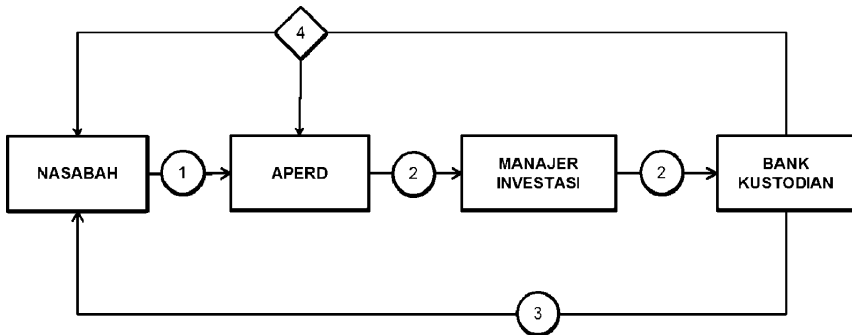 4
NASABAH
1
APERD
2
MANAJER
INVESTASI
2
BANK
KUSTODIAN
3